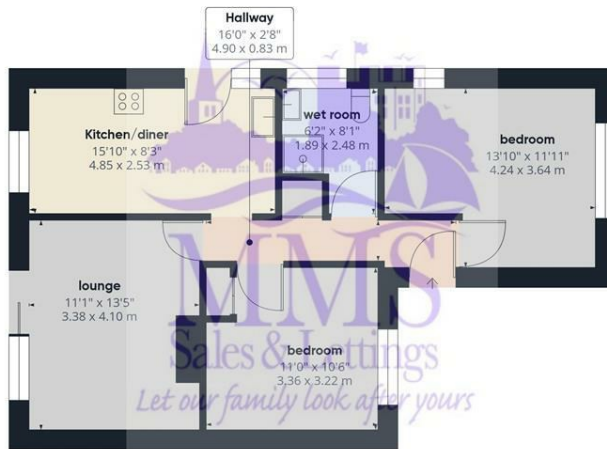 Hallway
16'0" x 2'8"
4.90 x 0.83 m
Kitchen/diner
15'10" x 8'3"
4.85 x 2.53 m
wet room
6'2" x 8'1"
1.89 x 2.48 m
bedroom
13'10" x 11'11"
4.24 x 3.64 m
lounge
11'1" x 13'5"
3.38 x 4.10 m
bedroom
11'0" x 10'6"
3.36 x 3.22 m
MMS
Sales & Lettings
Let our family look after yours